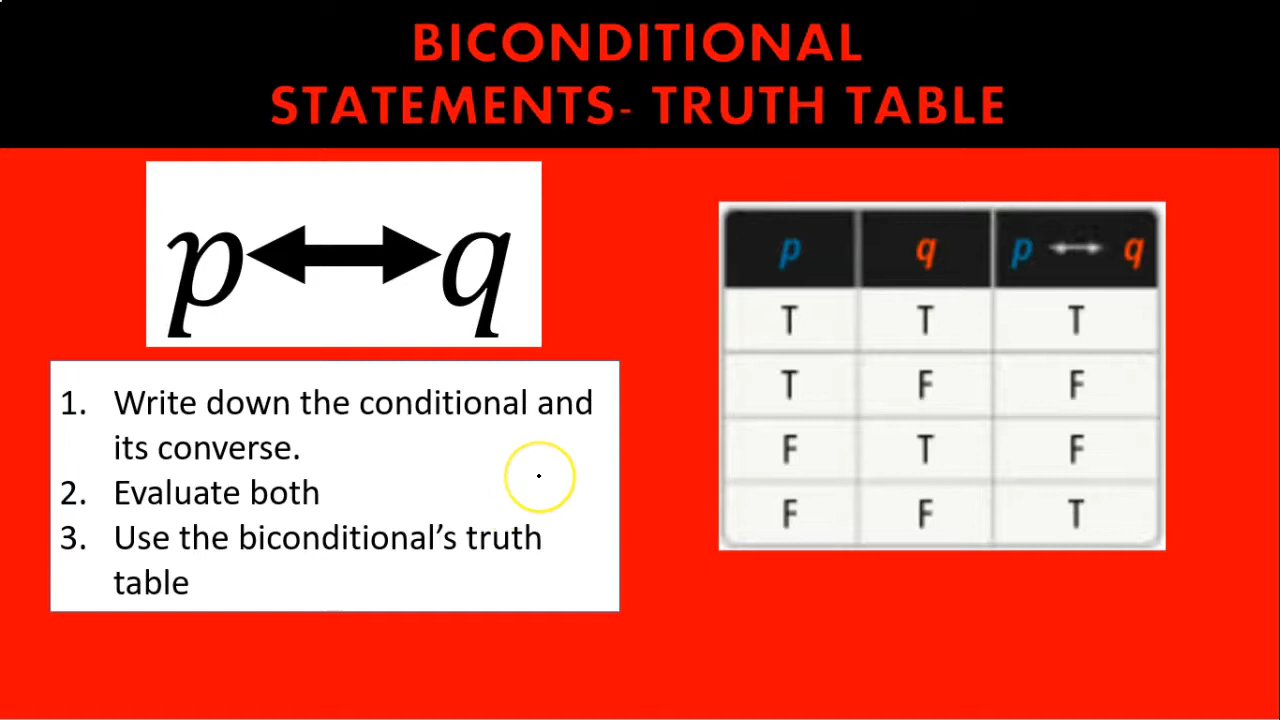 BICONDITIONAL
STATEMENTS- TRUTH TABLE
p↔q
1. Write down the conditional and
its converse.
2. Evaluate both
3. Use the biconditional’s truth
table
p q p ↔ q
T T T
T F F
F T F
F F T